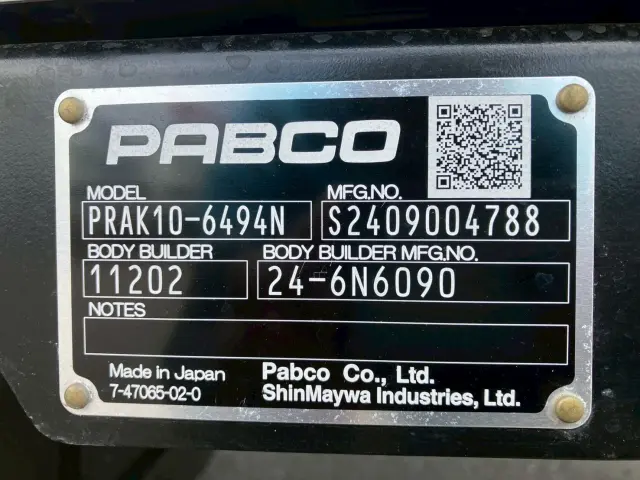 PABCO
MODEL MFG.NO.
PRAK10-6494N S2409004788
BODY BUILDER BODY BUILDER MFG.NO.
11202 24-6N6090
NOTES
Made in Japan Pabco Co., Ltd.
7-47065-02-0 ShinMaywa Industries, Ltd.